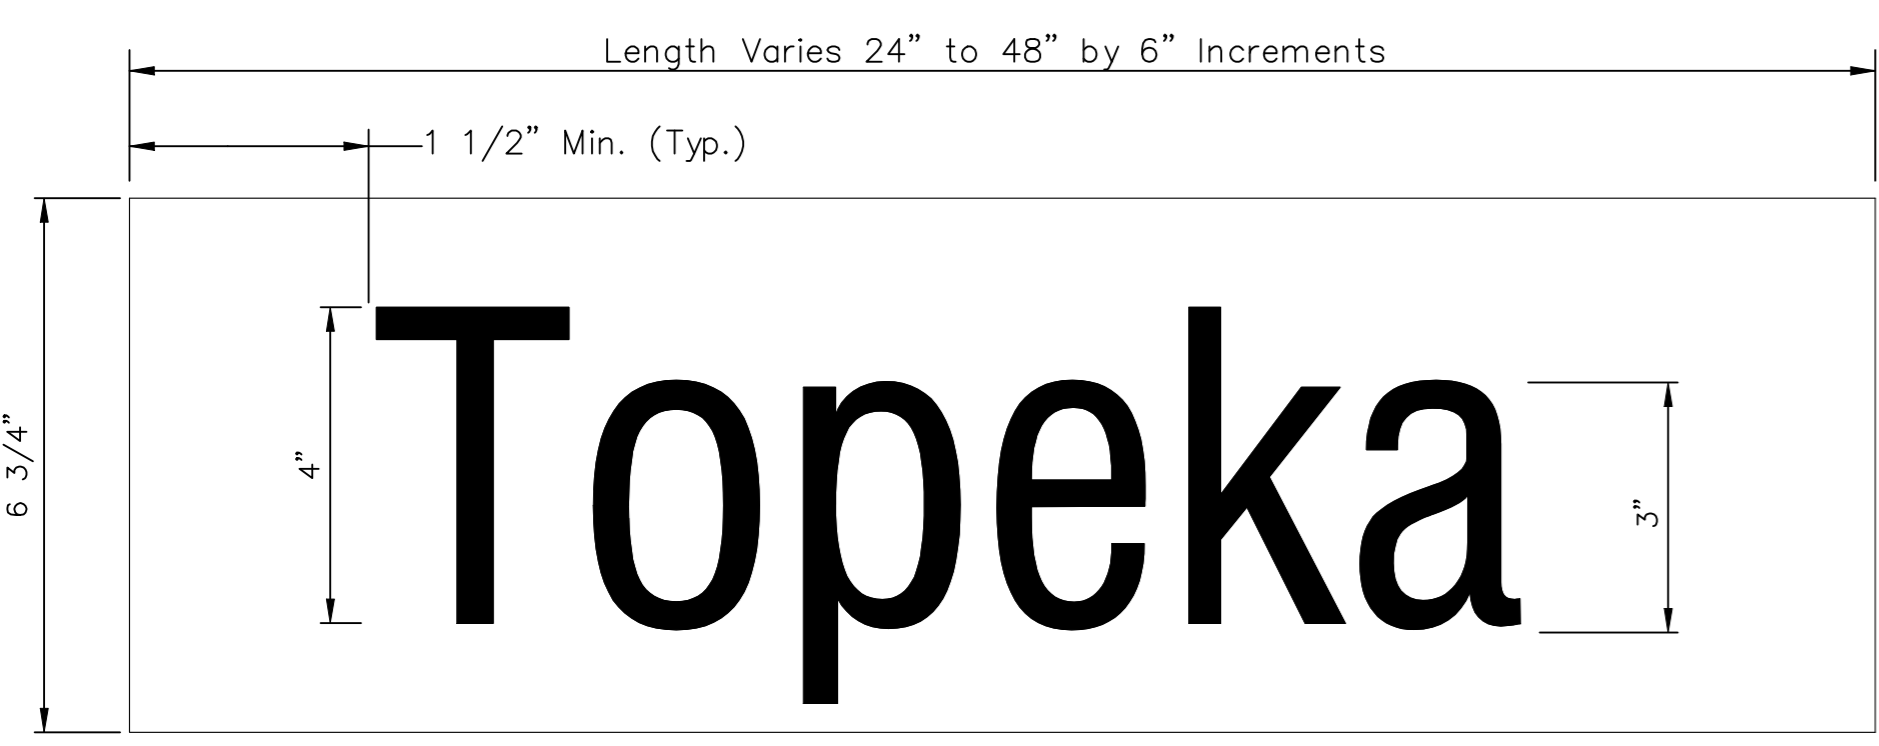 Length Varies 24” to 48” by 6” Increments
1 1/2” Min. (Typ.)
6 3/4”
4”
Topeka
3”